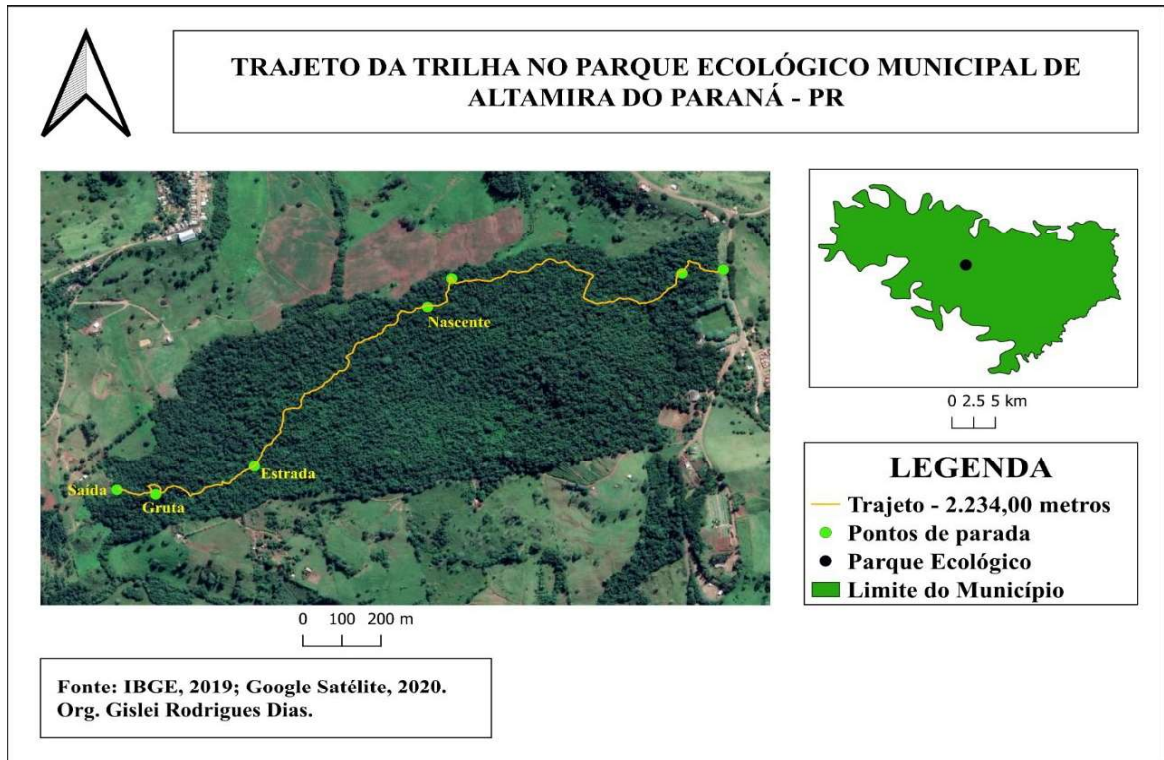 TRAJETO DA TRILHA NO PARQUE ECOLÓGICO MUNICIPAL DE
ALTAMIRA DO PARANÁ - PR
Nascente
Estrada
Saída
Gruta
0 100 200 m
0 2.5 5 km
LEGENDA
Trajeto - 2.234,00 metros
Pontos de parada
Parque Ecológico
Limite do Município
Fonte: IBGE, 2019; Google Satélite, 2020.
Org. Gislei Rodrigues Dias.